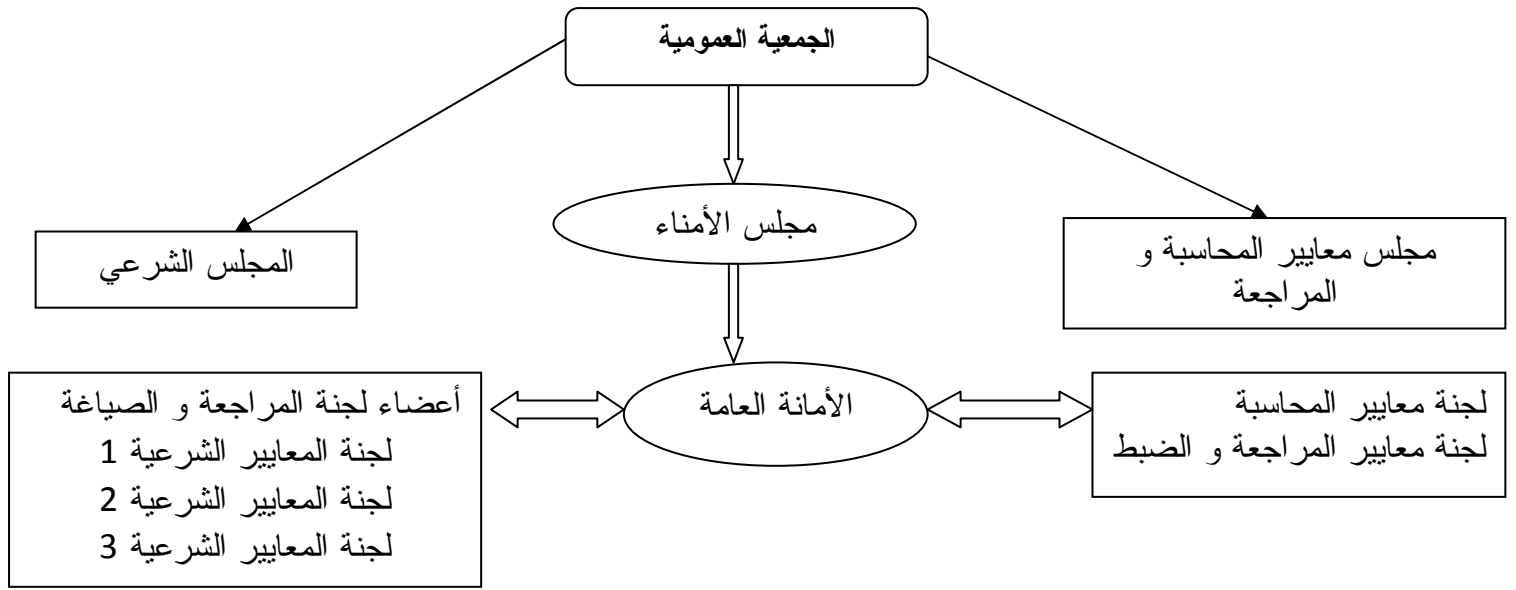 الجمعية العمومية
مجلس الأمناء
مجلس معايير المحاسبة و
المراجعة
المجلس الشرعي
الأمانة العامة
لجنة معايير المحاسبة
لجنة معايير المراجعة و الضبط
أعضاء لجنة المراجعة و الصياغة
لجنة المعايير الشرعية 1
لجنة المعايير الشرعية 2
لجنة المعايير الشرعية 3